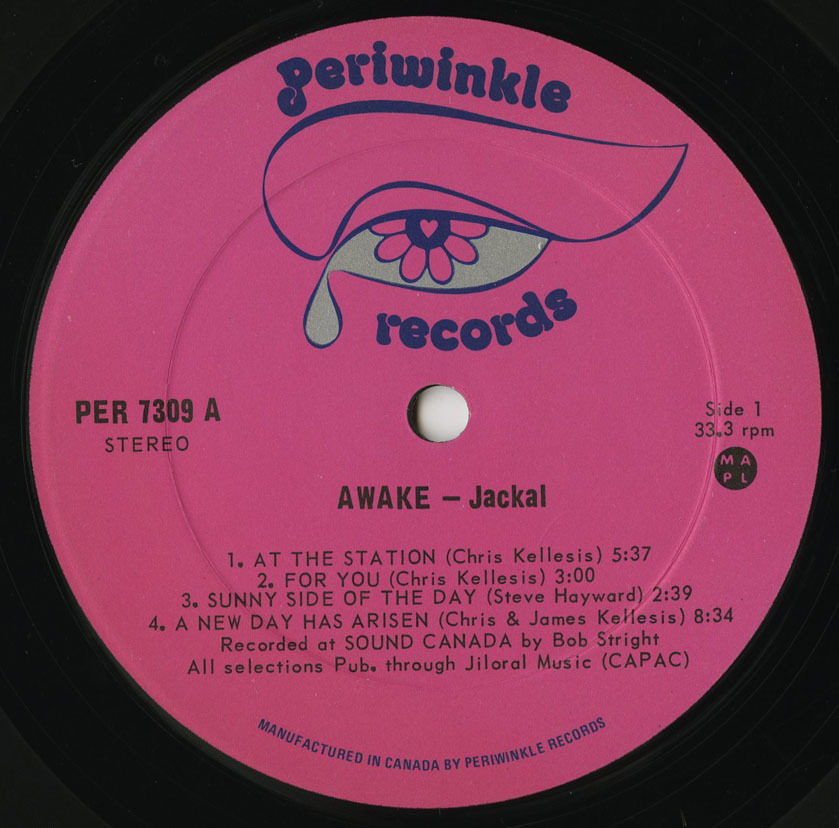 periwinkle
records
PER 7309 A
STEREO
Side 1
33.3 rpm
M A
P L
AWAKE – Jackal
1. AT THE STATION (Chris Kellesis) 5:37
2. FOR YOU (Chris Kellesis) 3:00
3. SUNNY SIDE OF THE DAY (Steve Hayward) 2:39
4. A NEW DAY HAS ARISEN (Chris & James Kellesis) 8:34
Recorded at SOUND CANADA by Bob Stright
All selections Pub. through Jiloral Music (CAPAC)
MANUFACTURED IN CANADA BY PERIWINKLE RECORDS